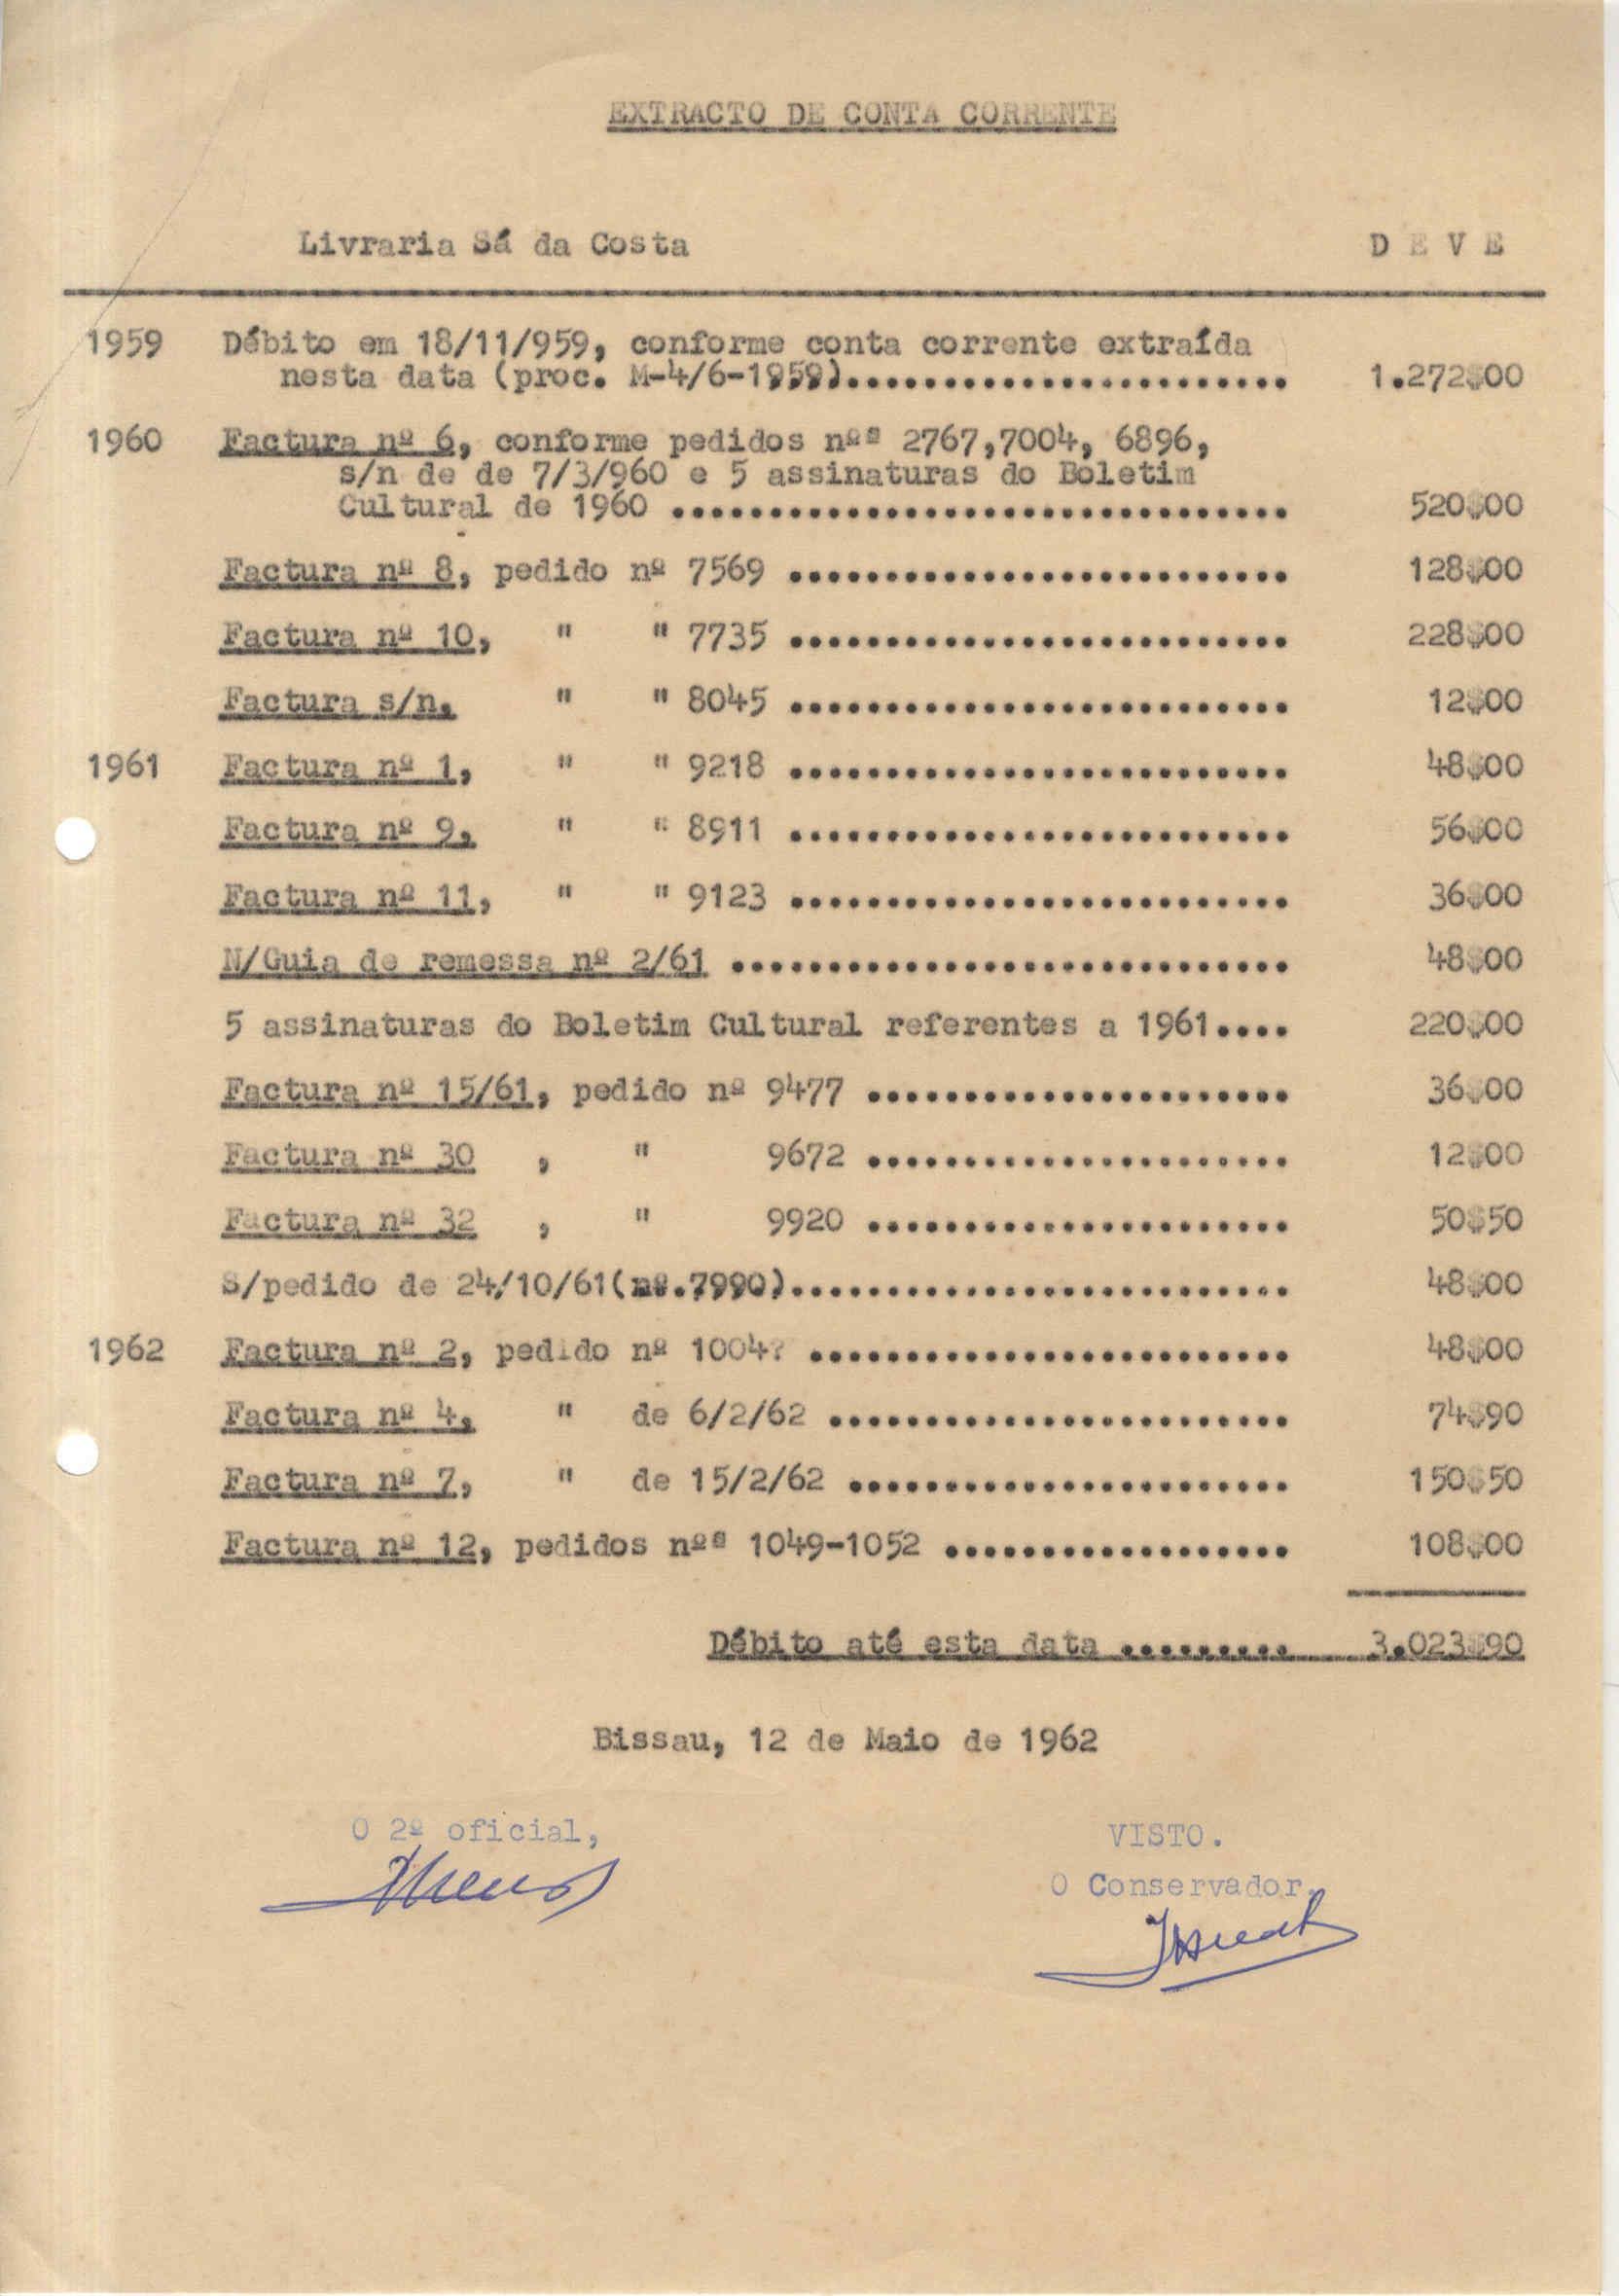 EXTRACTO DE CONTA CORRENTE
Livraria Sá da Costa D E V E
1959 Débito em 18/11/959, conforme conta corrente extraída
nesta data (proc. M-4/6-1959)....................... 1.272$00
1960 Factura nº 6, conforme pedidos nºs 2767,7004, 6896,
s/n de de 7/3/960 e 5 assinaturas do Boletim
Cultural de 1960 ................................ 520$00
Factura nº 8, pedido nº 7569 .......................... 128$00
Factura nº 10, " " 7735 .......................... 228$00
Factura s/n. " " 8045 .......................... 12$00
1961 Factura nº 1, " " 9218 .......................... 48$00
Factura nº 9, " " 8911 .......................... 56$00
Factura nº 11, " " 9123 .......................... 36$00
N/Guia de remessa nº 2/61 ............................. 48$00
5 assinaturas do Boletim Cultural referentes a 1961.... 220$00
Factura nº 15/61, pedido nº 9477 ...................... 36$00
Factura nº 30 , " 9672 ...................... 12$00
Factura nº 32 , " 9920 ...................... 50$50
S/pedido de 24/10/61(nº.7990).......................... 48$00
1962 Factura nº 2, pedido nº 1004? ......................... 48$00
Factura nº 4, " de 6/2/62 ........................ 74$90
Factura nº 7, " de 15/2/62 ....................... 150$50
Factura nº 12, pedidos nºs 1049-1052 .................. 108$00
Débito até esta data ......... 3.023$90
Bissau, 12 de Maio de 1962
O 2º oficial, VISTO.
O Conservador,